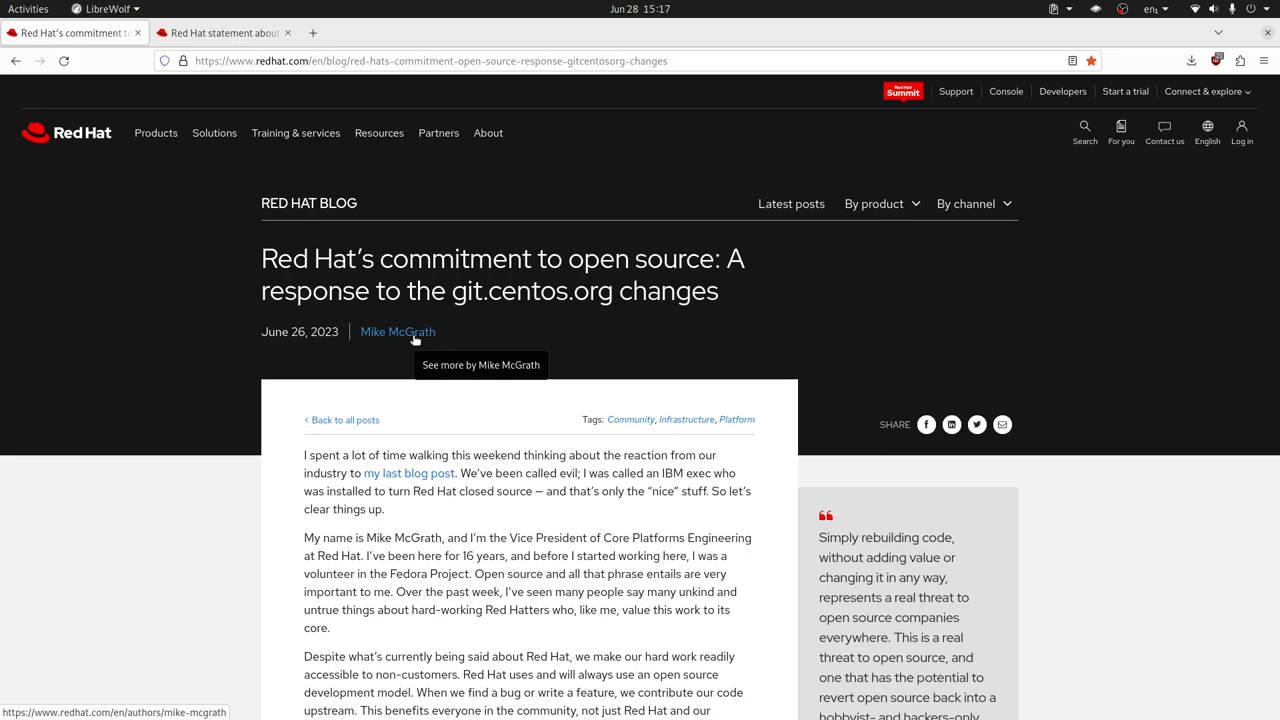 Activities
LibreWolf
Jun 28 15:17
en₁
Red Hat's commitment to
Red Hat statement about
https://www.redhat.com/en/blog/red-hats-commitment-open-source-response-gitcentosorg-changes
Red Hat
Summit
Support
Console
Developers
Start a trial
Connect & explore
Red Hat
Products
Solutions
Training & services
Resources
Partners
About
Search
For you
Contact us
English
Log in
RED HAT BLOG
Latest posts
By product
By channel
Red Hat’s commitment to open source: A
response to the git.centos.org changes
June 26, 2023
Mike McGrath
See more by Mike McGrath
< Back to all posts
Tags: Community, Infrastructure, Platform
SHARE
I spent a lot of time walking this weekend thinking about the reaction from our
industry to my last blog post. We’ve been called evil; I was called an IBM exec who
was installed to turn Red Hat closed source — and that’s only the “nice” stuff. So let’s
clear things up.
My name is Mike McGrath, and I’m the Vice President of Core Platforms Engineering
at Red Hat. I’ve been here for 16 years, and before I started working here, I was a
volunteer in the Fedora Project. Open source and all that phrase entails are very
important to me. Over the past week, I’ve seen many people say many unkind and
untrue things about hard-working Red Hatters who, like me, value this work to its
core.
Despite what’s currently being said about Red Hat, we make our hard work readily
accessible to non-customers. Red Hat uses and will always use an open source
development model. When we find a bug or write a feature, we contribute our code
upstream. This benefits everyone in the community, not just Red Hat and our
Simply rebuilding code,
without adding value or
changing it in any way,
represents a real threat to
open source companies
everywhere. This is a real
threat to open source, and
one that has the potential to
revert open source back into a
hobbyist- and hackers-only
https://www.redhat.com/en/authors/mike-mcgrath